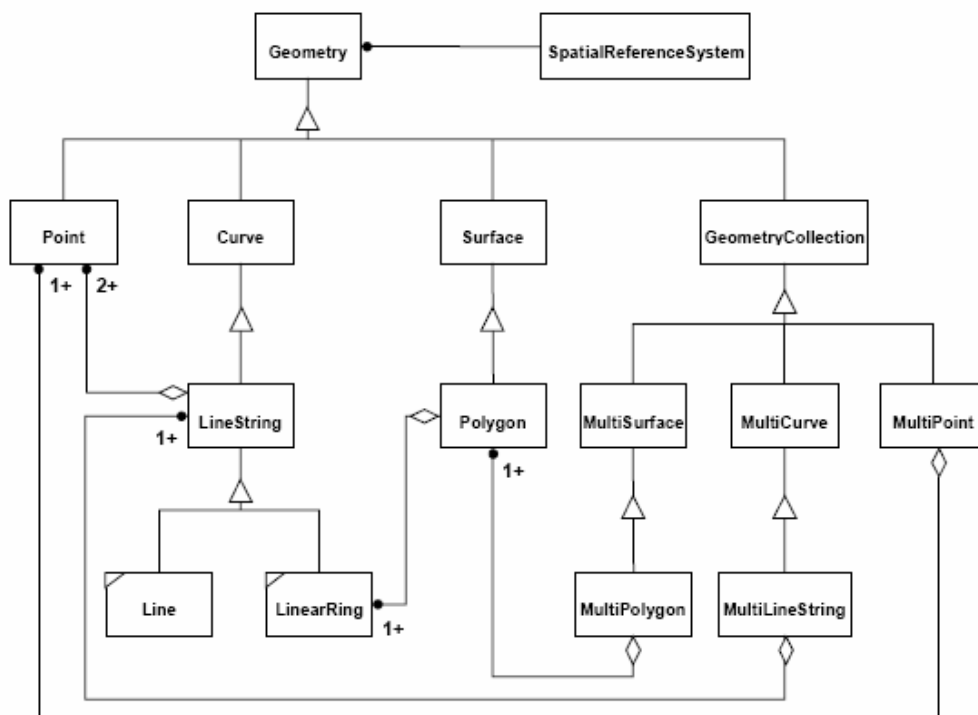 Geometry
SpatialReferenceSystem
Point
Curve
Surface
GeometryCollection
1+
2+
LineString
1+
Polygon
1+
MultiSurface
MultiCurve
MultiPoint
Line
LinearRing
1+
MultiPolygon
MultiLineString